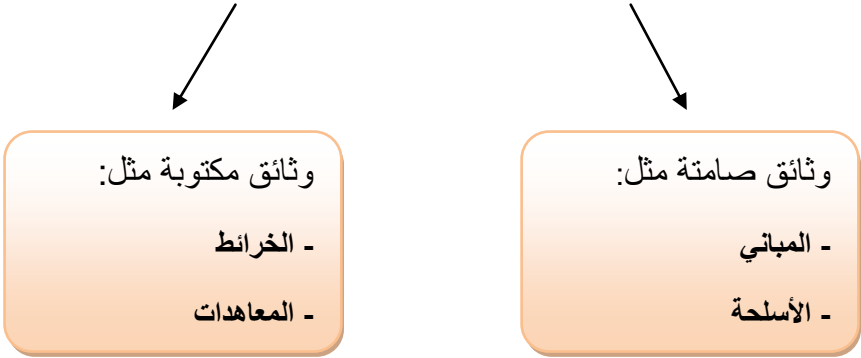 وثائق صامتة مثل:
- المباني
- الأسلحة
وثائق مكتوبة مثل:
- الخرائط
- المعاهدات